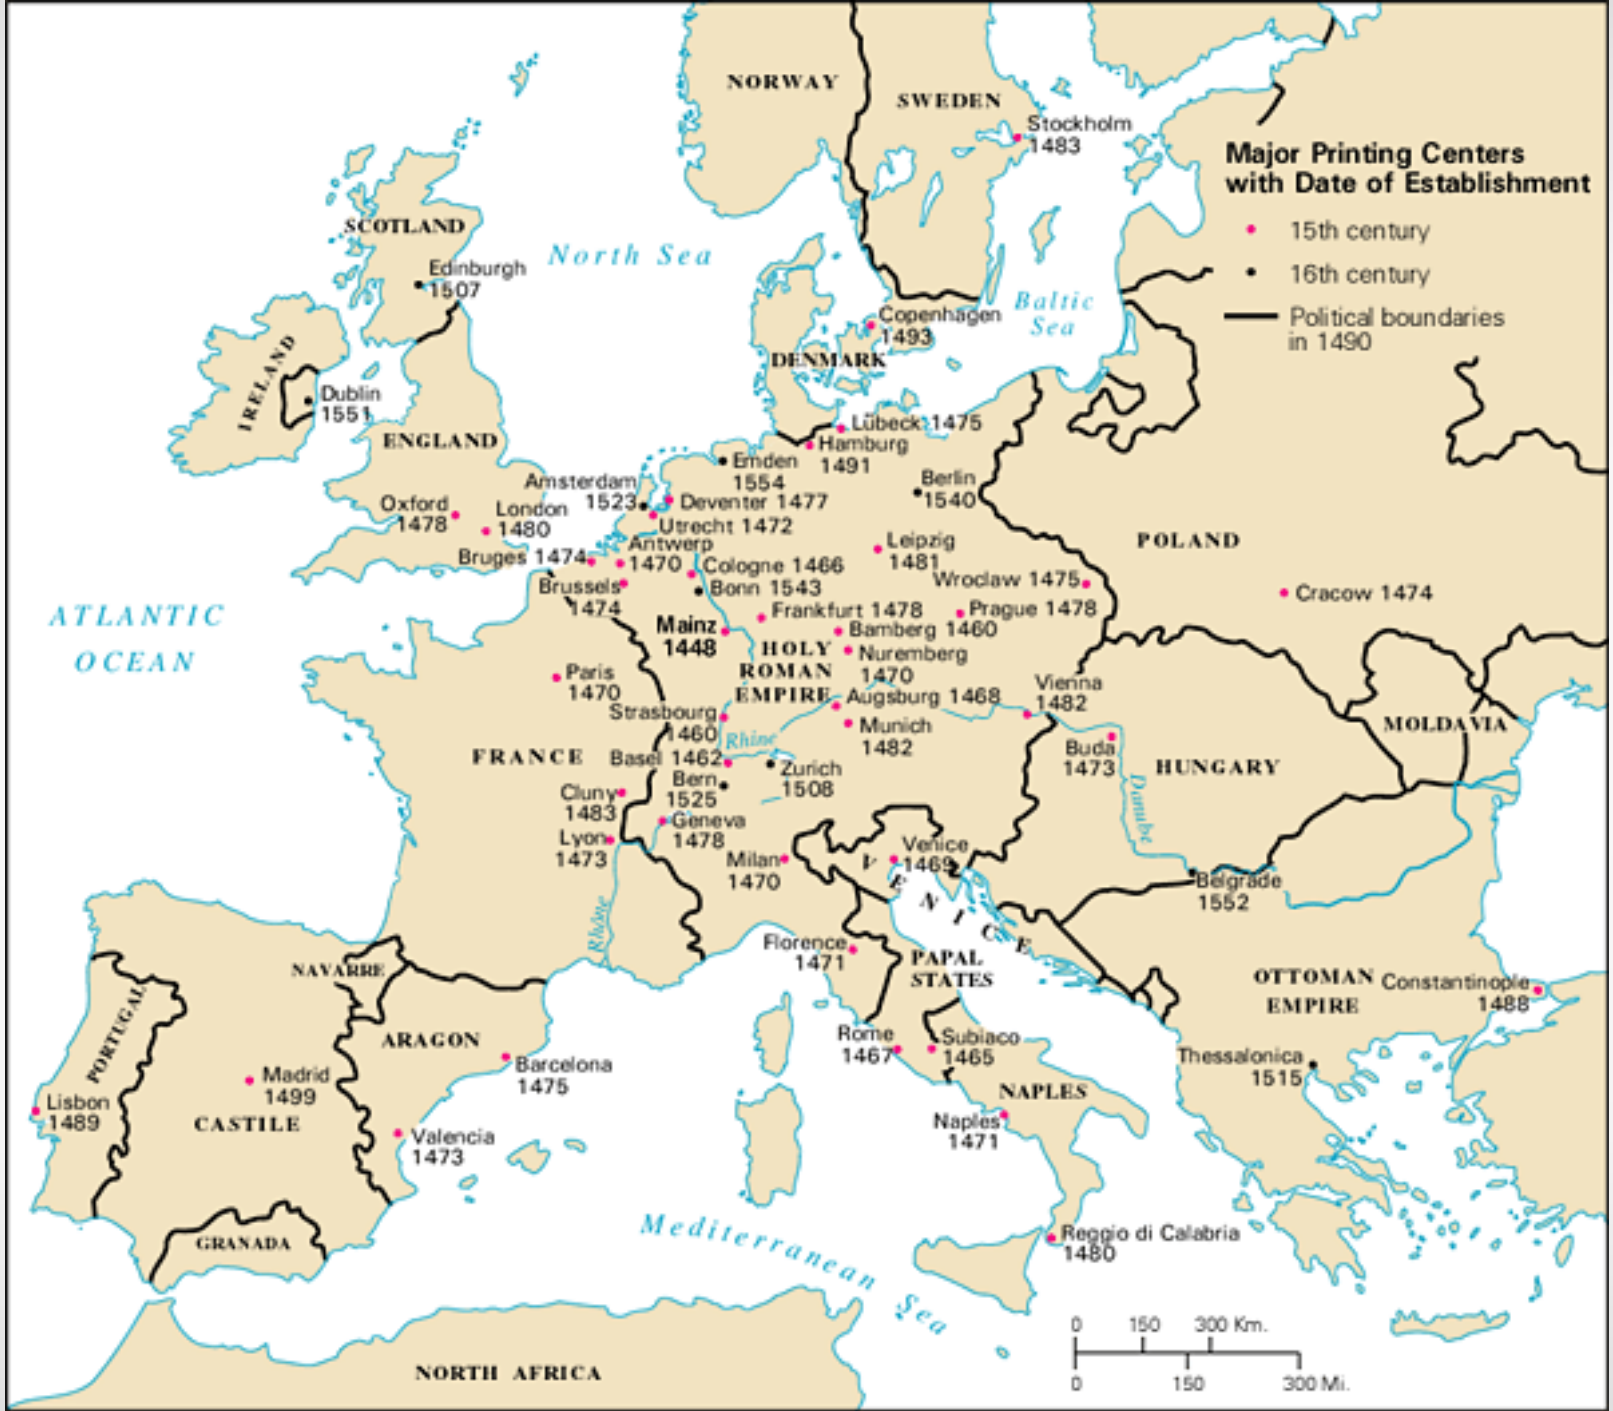 NORWAY
SWEDEN
Stockholm
1483
Major Printing Centers
with Date of Establishment
15th century
16th century
Political boundaries
in 1490
SCOTLAND
North Sea
Edinburgh
1507
Baltic
Sea
Copenhagen
1493
DENMARK
IRELAND
Dublin
1551
ENGLAND
Lübeck 1475
Hamburg
1491
Emden
1554
Berlin
1540
Amsterdam
1523
Deventer 1477
Utrecht 1472
Oxford
1478
London
1480
Antwerp
1470
Bruges 1474
Brussels
1474
Cologne 1466
Bonn 1543
Leipzig
1481
POLAND
Wroclaw 1475
Cracow 1474
Frankfurt 1478
Prague 1478
Mainz
1448
Bamberg 1460
HOLY
ROMAN
EMPIRE
Nuremberg
1470
ATLANTIC
OCEAN
Paris
1470
Augsburg 1468
Vienna
1482
Strasbourg
1460
Munich
1482
MOLDAVIA
Rhine
FRANCE
Basel 1462
Buda
1473
HUNGARY
Danube
Bern
1525
Zurich
1508
Cluny
1483
Geneva
1478
Lyon
1473
Milan
1470
Venice
1469
VENICE
Belgrade
1552
Rhône
Florence
1471
PAPAL
STATES
NAVARRE
OTTOMAN
EMPIRE
Constantinople
1488
PORTUGAL
ARAGON
Rome
1467
Subiaco
1465
Barcelona
1475
Thessalonica
1515
Madrid
1499
NAPLES
Lisbon
1489
CASTILE
Naples
1471
Valencia
1473
GRANADA
Mediterranean Sea
Reggio di Calabria
1480
0 150 300 Km.
0 150 300 Mi.
NORTH AFRICA